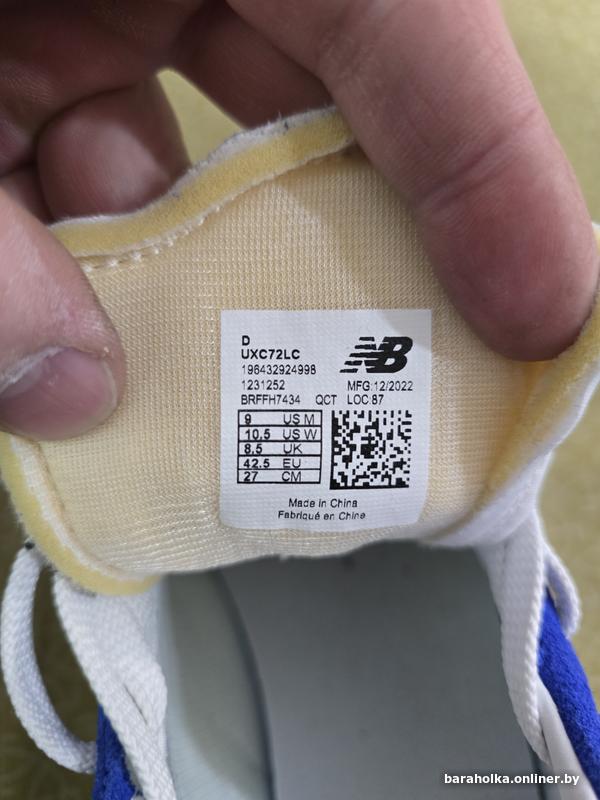 D
UXC72LC
NB
196432924998
1231252 MFG:12/2022
BRFFH7434 QCT LOC:87
9 US M
10.5 US W
8.5 UK
42.5 EU
27 CM
Made in China
Fabriqué en Chine
baraholka.onliner.by